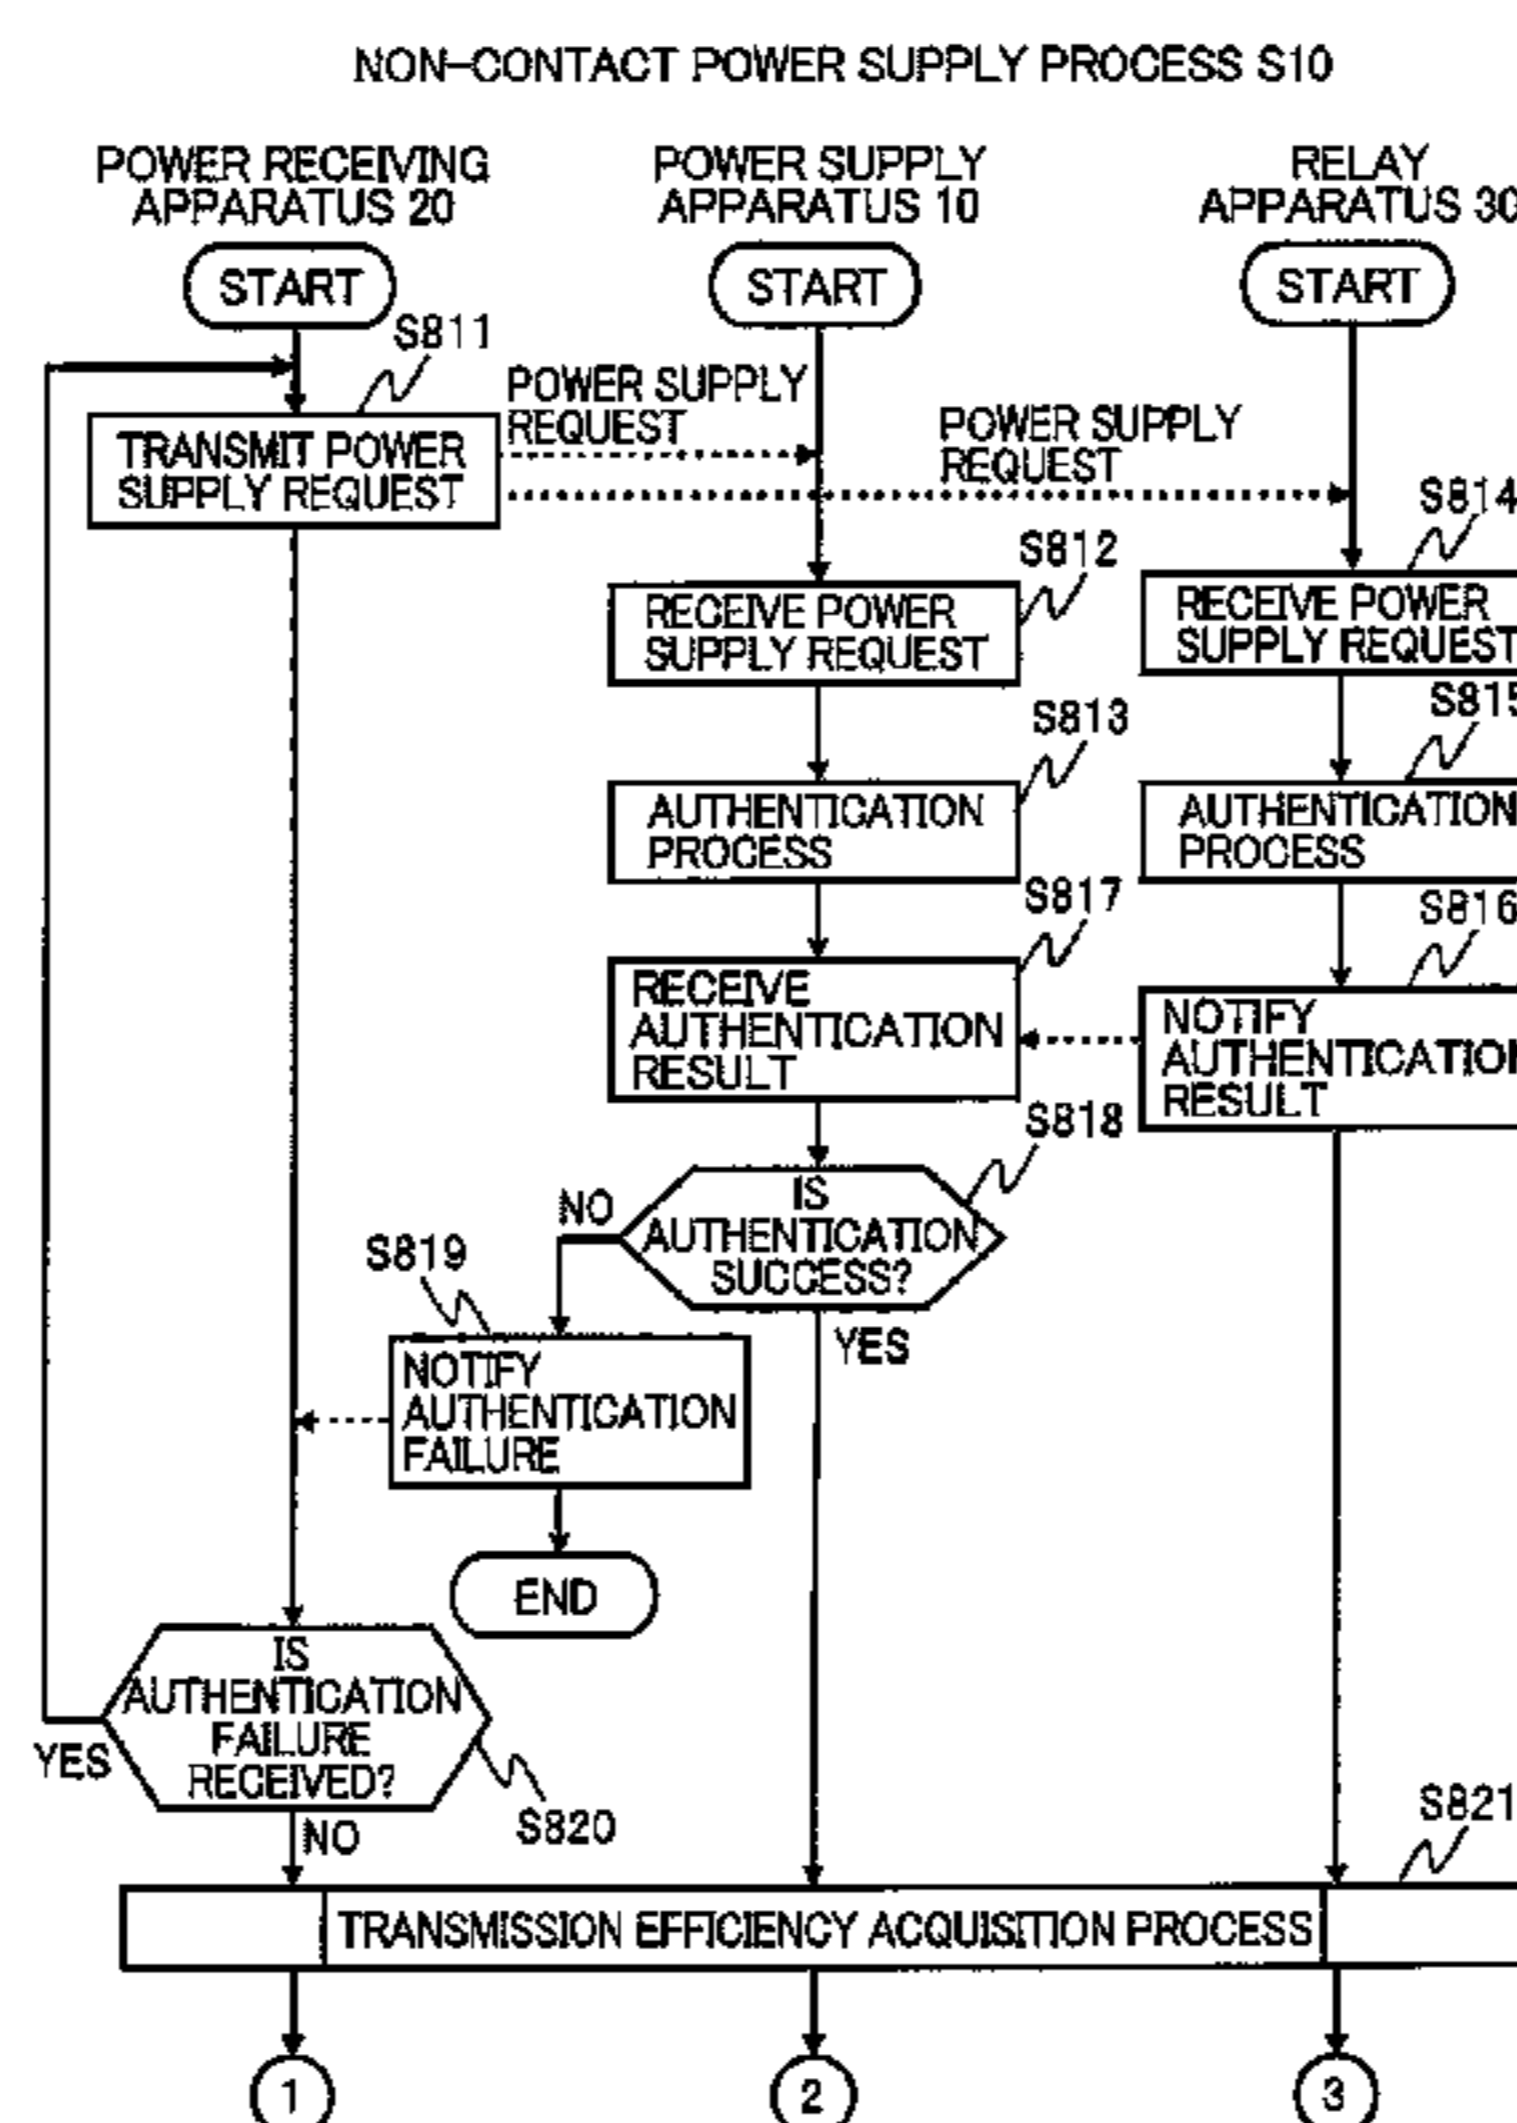 NON-CONTACT POWER SUPPLY PROCESS S10
POWER RECEIVING
APPARATUS 20
POWER SUPPLY
APPARATUS 10
RELAY
APPARATUS 30
START
START
START
S811
POWER SUPPLY
REQUEST
POWER SUPPLY
REQUEST
TRANSMIT POWER
SUPPLY REQUEST
S814
S812
RECEIVE POWER
SUPPLY REQUEST
RECEIVE POWER
SUPPLY REQUEST
S813
S815
AUTHENTICATION
PROCESS
AUTHENTICATION
PROCESS
S817
S816
RECEIVE
AUTHENTICATION
RESULT
NOTIFY
AUTHENTICATION
RESULT
S818
IS
AUTHENTICATION
SUCCESS?
NO
YES
S819
NOTIFY
AUTHENTICATION
FAILURE
END
IS
AUTHENTICATION
FAILURE
RECEIVED?
YES
NO
S820
S821
TRANSMISSION EFFICIENCY ACQUISITION PROCESS
1
2
3